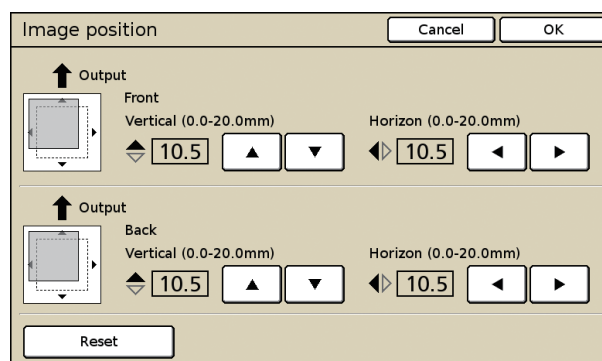 Image position
Cancel
OK
Output
Front
Vertical (0.0-20.0mm)
Horizon (0.0-20.0mm)
10.5
10.5
Output
Back
Vertical (0.0-20.0mm)
Horizon (0.0-20.0mm)
10.5
10.5
Reset